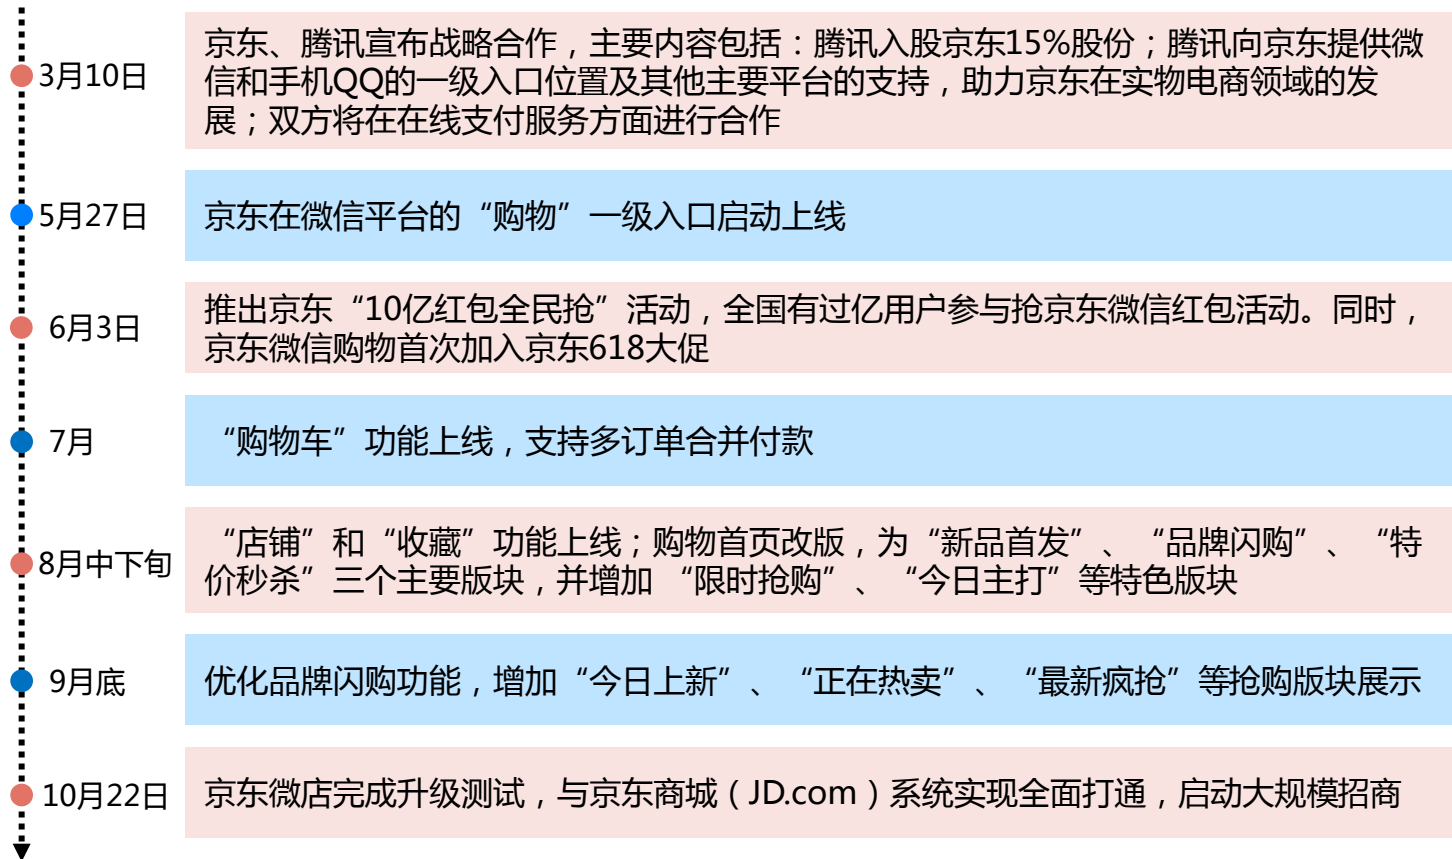 3月10日
京东、腾讯宣布战略合作，主要内容包括：腾讯入股京东15%股份；腾讯向京东提供微
信和手机QQ的一级入口位置及其他主要平台的支持，助力京东在实物电商领域的发
展；双方将在在线支付服务方面进行合作
5月27日
京东在微信平台的“购物”一级入口启动上线
6月3日
推出京东“10亿红包全民抢”活动，全国有过亿用户参与抢京东微信红包活动。同时，
京东微信购物首次加入京东618大促
7月
“购物车”功能上线，支持多订单合并付款
8月中下旬
“店铺”和“收藏”功能上线；购物首页改版，为“新品首发”、“品牌闪购”、“特
价秒杀”三个主要版块，并增加 “限时抢购”、“今日主打”等特色版块
9月底
优化品牌闪购功能，增加“今日上新”、“正在热卖”、“最新疯抢”等抢购版块展示
10月22日
京东微店完成升级测试，与京东商城（JD.com）系统实现全面打通，启动大规模招商